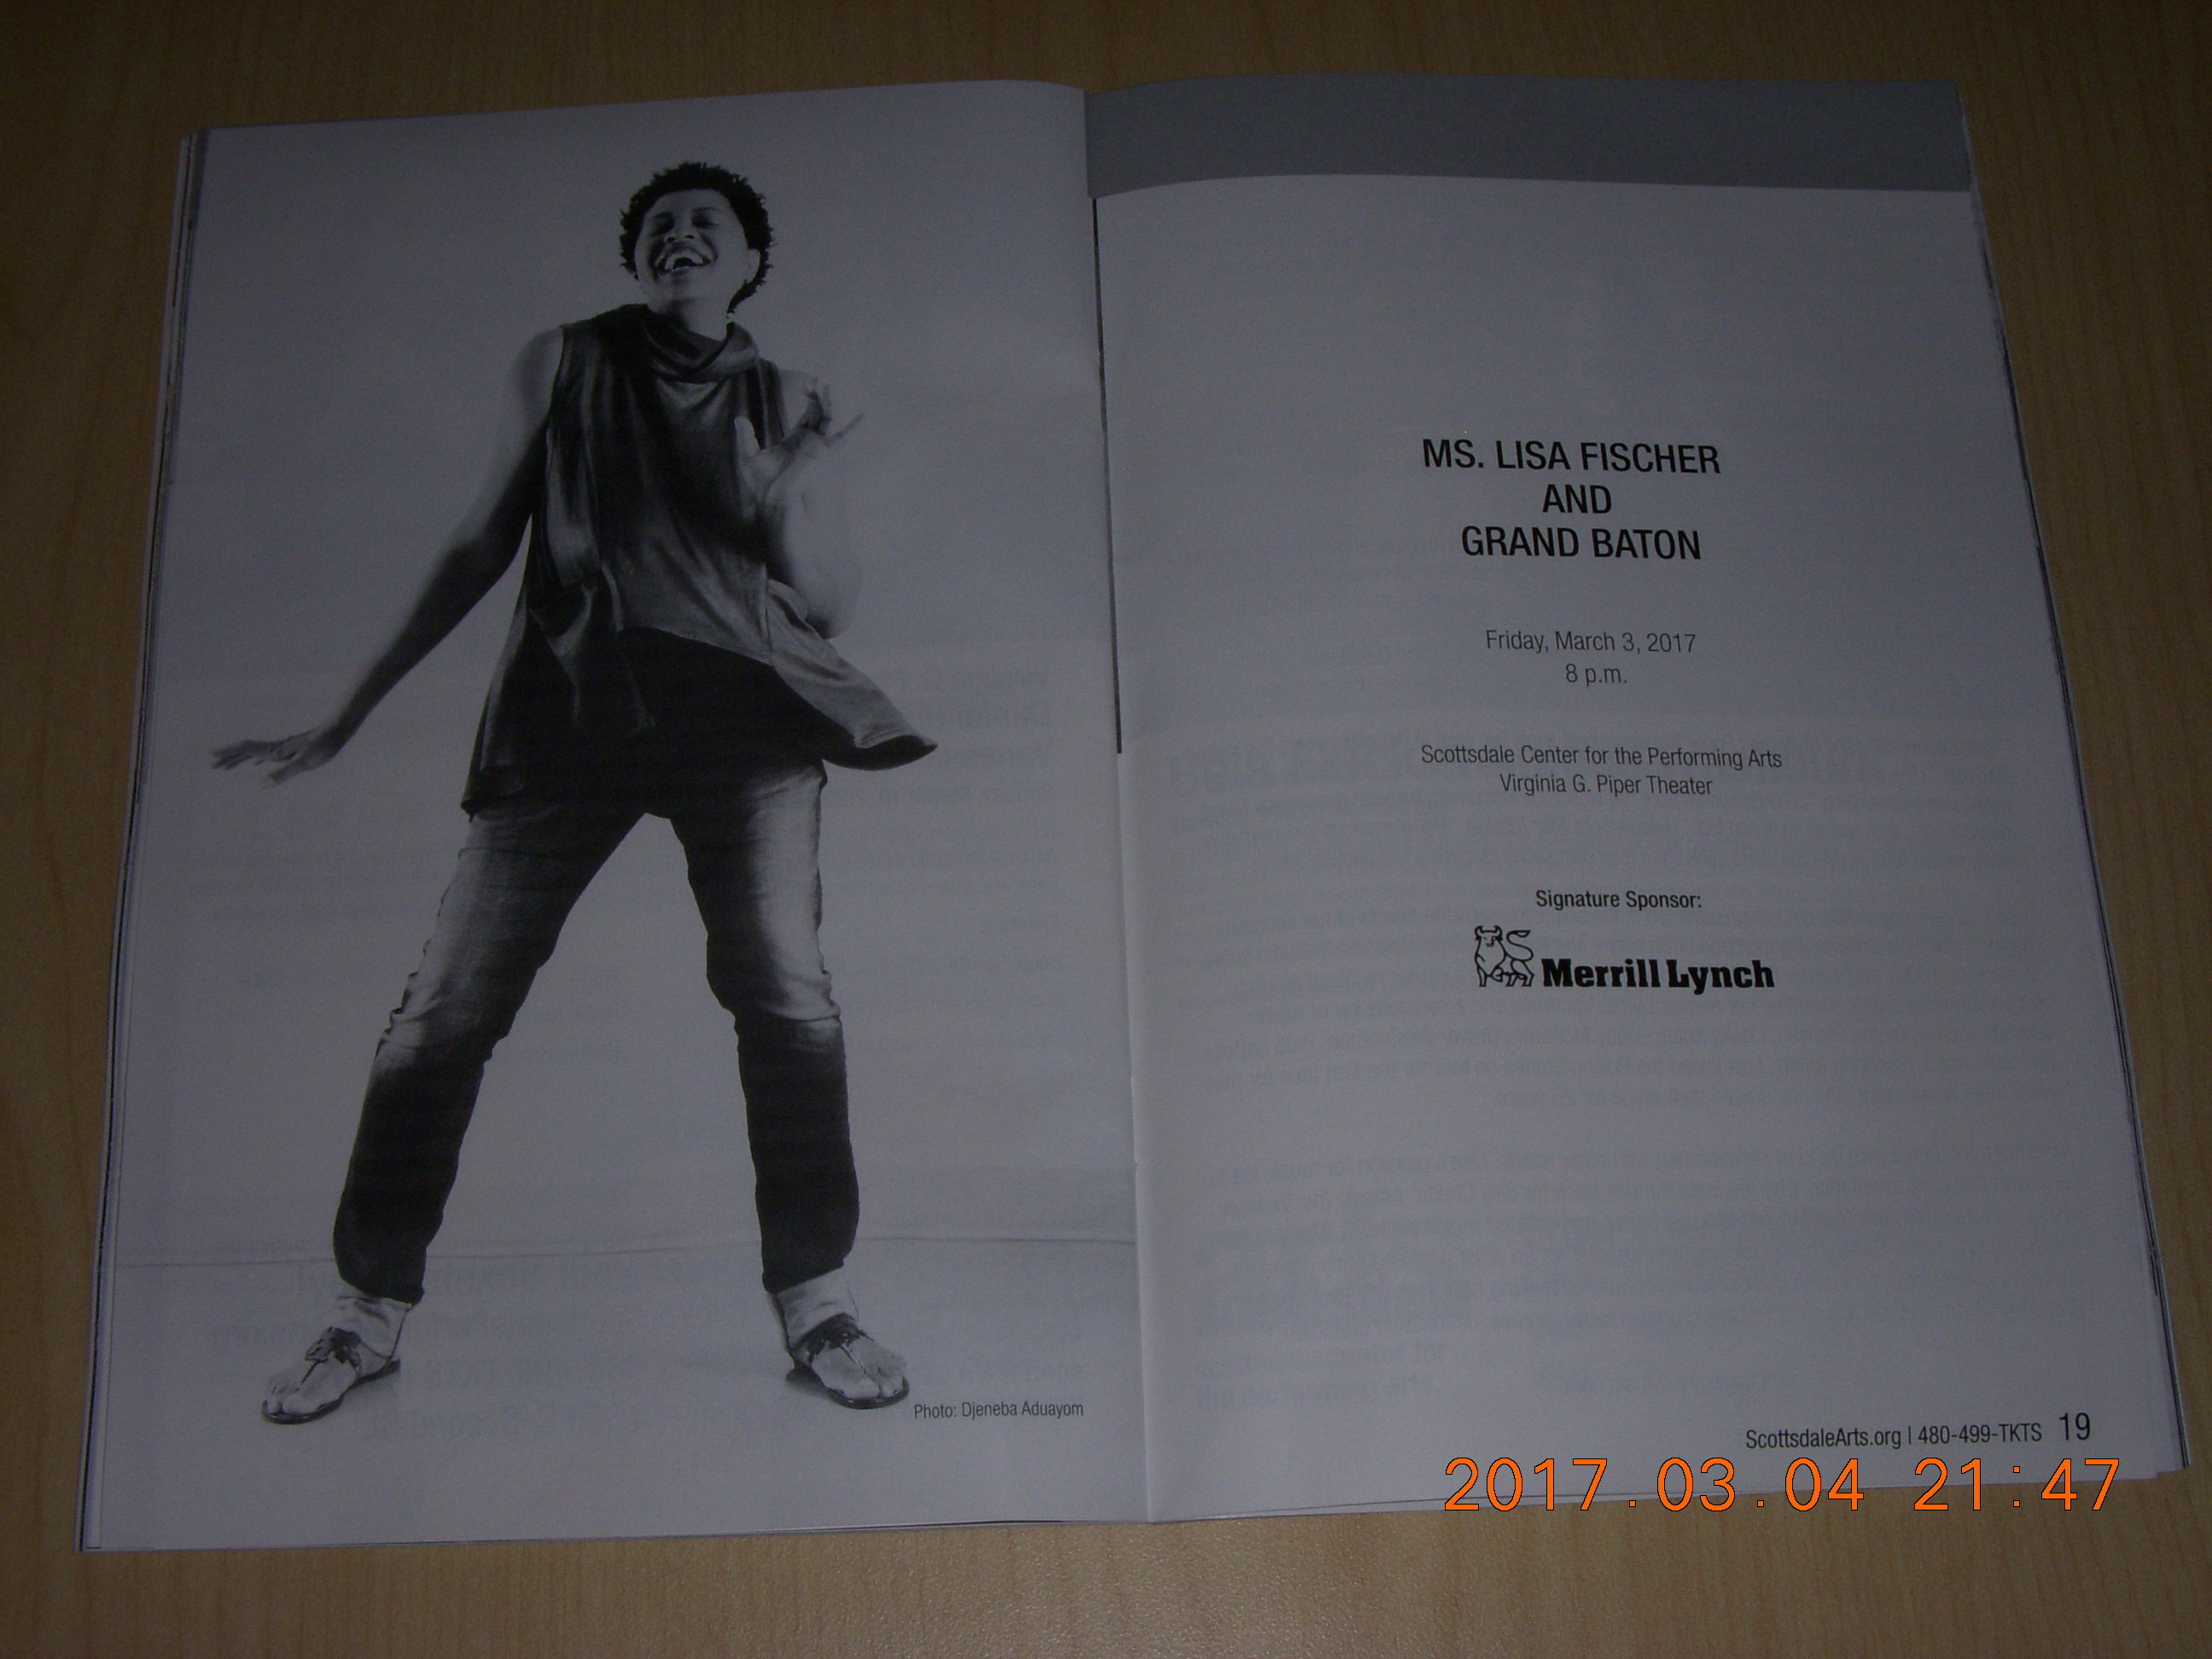 Photo: Djeneba Aduayom
MS. LISA FISCHER
AND
GRAND BATON
Friday, March 3, 2017
8 p.m.
Scottsdale Center for the Performing Arts
Virginia G. Piper Theater
Signature Sponsor:
Merrill Lynch
ScottsdaleArts.org | 480-499-TKTS 19
2017.03.04 21:47